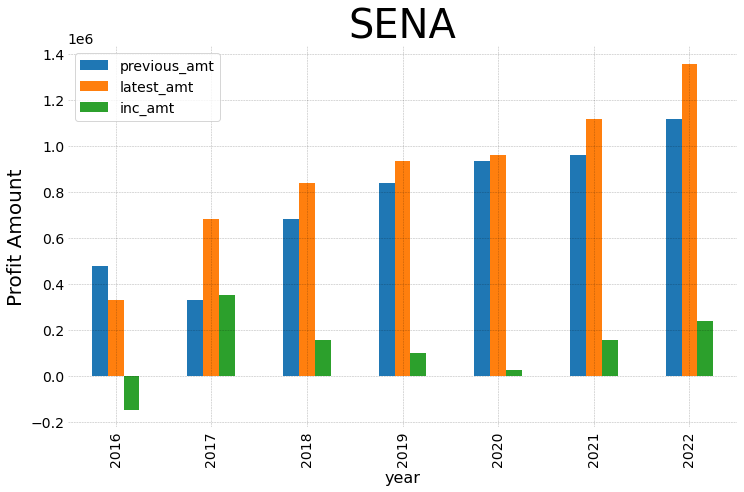 SENA
1e6
previous_amt
latest_amt
inc_amt
1.4
1.2
1.0
0.8
0.6
0.4
0.2
0.0
−0.2
Profit Amount
2016
2017
2018
2019
2020
2021
2022
year